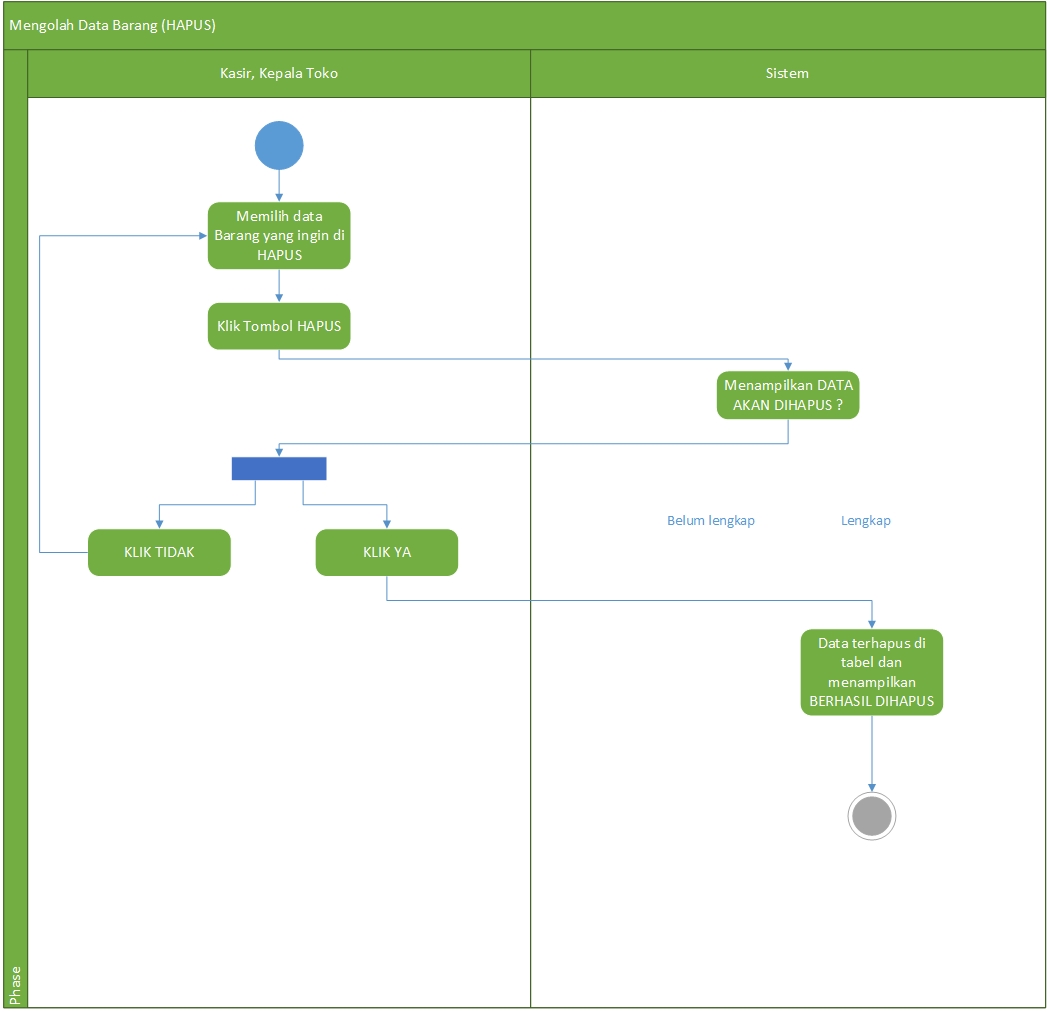 Mengolah Data Barang (HAPUS)
Kasir, Kepala Toko
Sistem
Memilih data
Barang yang ingin di
HAPUS
Klik Tombol HAPUS
Menampilkan DATA
AKAN DIHAPUS ?
Belum lengkap
Lengkap
KLIK TIDAK
KLIK YA
Data terhapus di
tabel dan
menampilkan
BERHASIL DIHAPUS
Phase